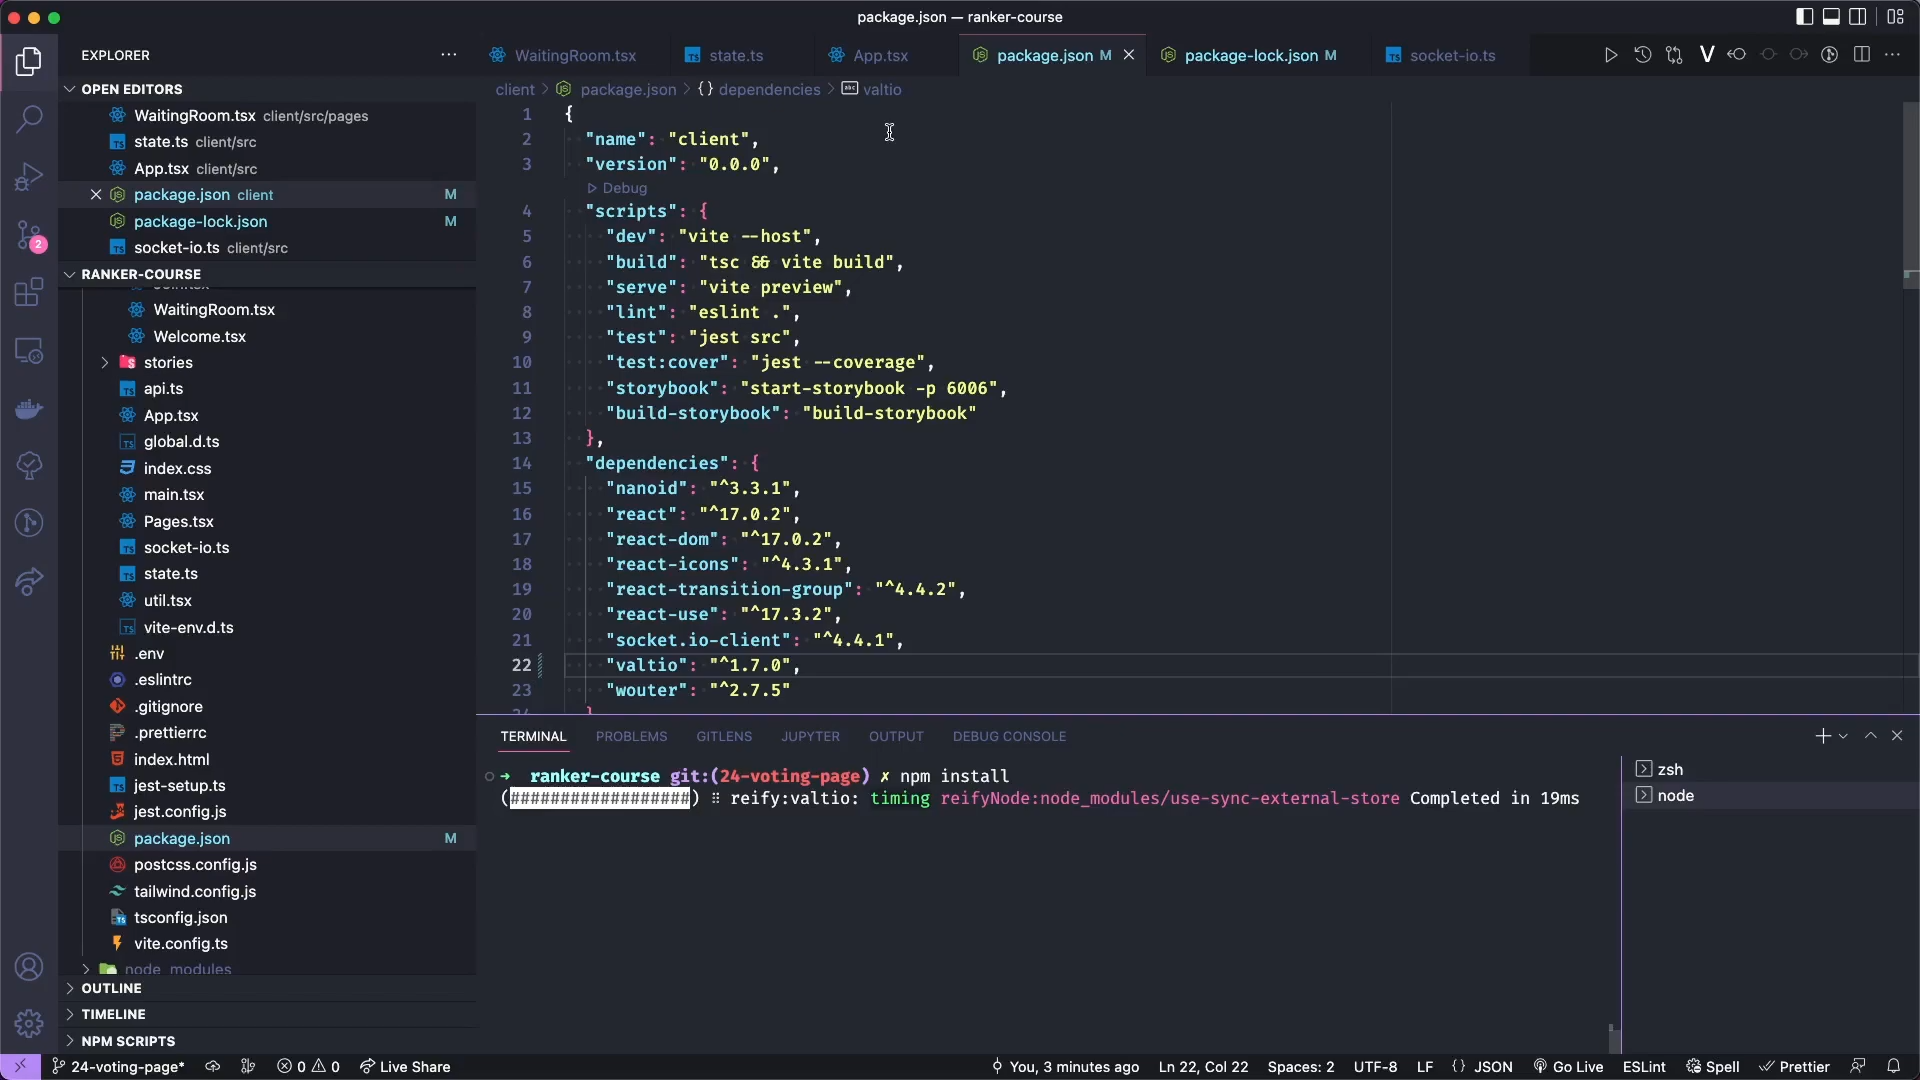 package.json — ranker-course
EXPLORER
WaitingRoom.tsx
state.ts
App.tsx
package.json M
package-lock.json M
socket-io.ts
OPEN EDITORS
WaitingRoom.tsx client/src/pages
state.ts client/src
App.tsx client/src
package.json client M
package-lock.json M
socket-io.ts client/src
RANKER-COURSE
WaitingRoom.tsx
Welcome.tsx
stories
api.ts
App.tsx
global.d.ts
index.css
main.tsx
Pages.tsx
socket-io.ts
state.ts
util.tsx
vite-env.d.ts
.env
.eslintrc
.gitignore
.prettierrc
index.html
jest-setup.ts
jest.config.js
package.json M
postcss.config.js
tailwind.config.js
tsconfig.json
vite.config.ts
node_modules
OUTLINE
TIMELINE
NPM SCRIPTS
2
client > package.json > {} dependencies > abc valtio
1 {
2 "name": "client",
3 "version": "0.0.0",
Debug
4 "scripts": {
5 "dev": "vite --host",
6 "build": "tsc && vite build",
7 "serve": "vite preview",
8 "lint": "eslint .",
9 "test": "jest src",
10 "test:cover": "jest --coverage",
11 "storybook": "start-storybook -p 6006",
12 "build-storybook": "build-storybook"
13 },
14 "dependencies": {
15 "nanoid": "^3.3.1",
16 "react": "^17.0.2",
17 "react-dom": "^17.0.2",
18 "react-icons": "^4.3.1",
19 "react-transition-group": "^4.4.2",
20 "react-use": "^17.3.2",
21 "socket.io-client": "^4.4.1",
22 "valtio": "^1.7.0",
23 "wouter": "^2.7.5"
24 }
TERMINAL PROBLEMS GITLENS JUPYTER OUTPUT DEBUG CONSOLE
➜ ranker-course git:(24-voting-page) ✗ npm install
(##################) ⠿ reify:valtio: timing reifyNode:node_modules/use-sync-external-store Completed in 19ms
zsh
node
24-voting-page* 0 0 Live Share You, 3 minutes ago Ln 22, Col 22 Spaces: 2 UTF-8 LF {} JSON Go Live ESLint Spell Prettier